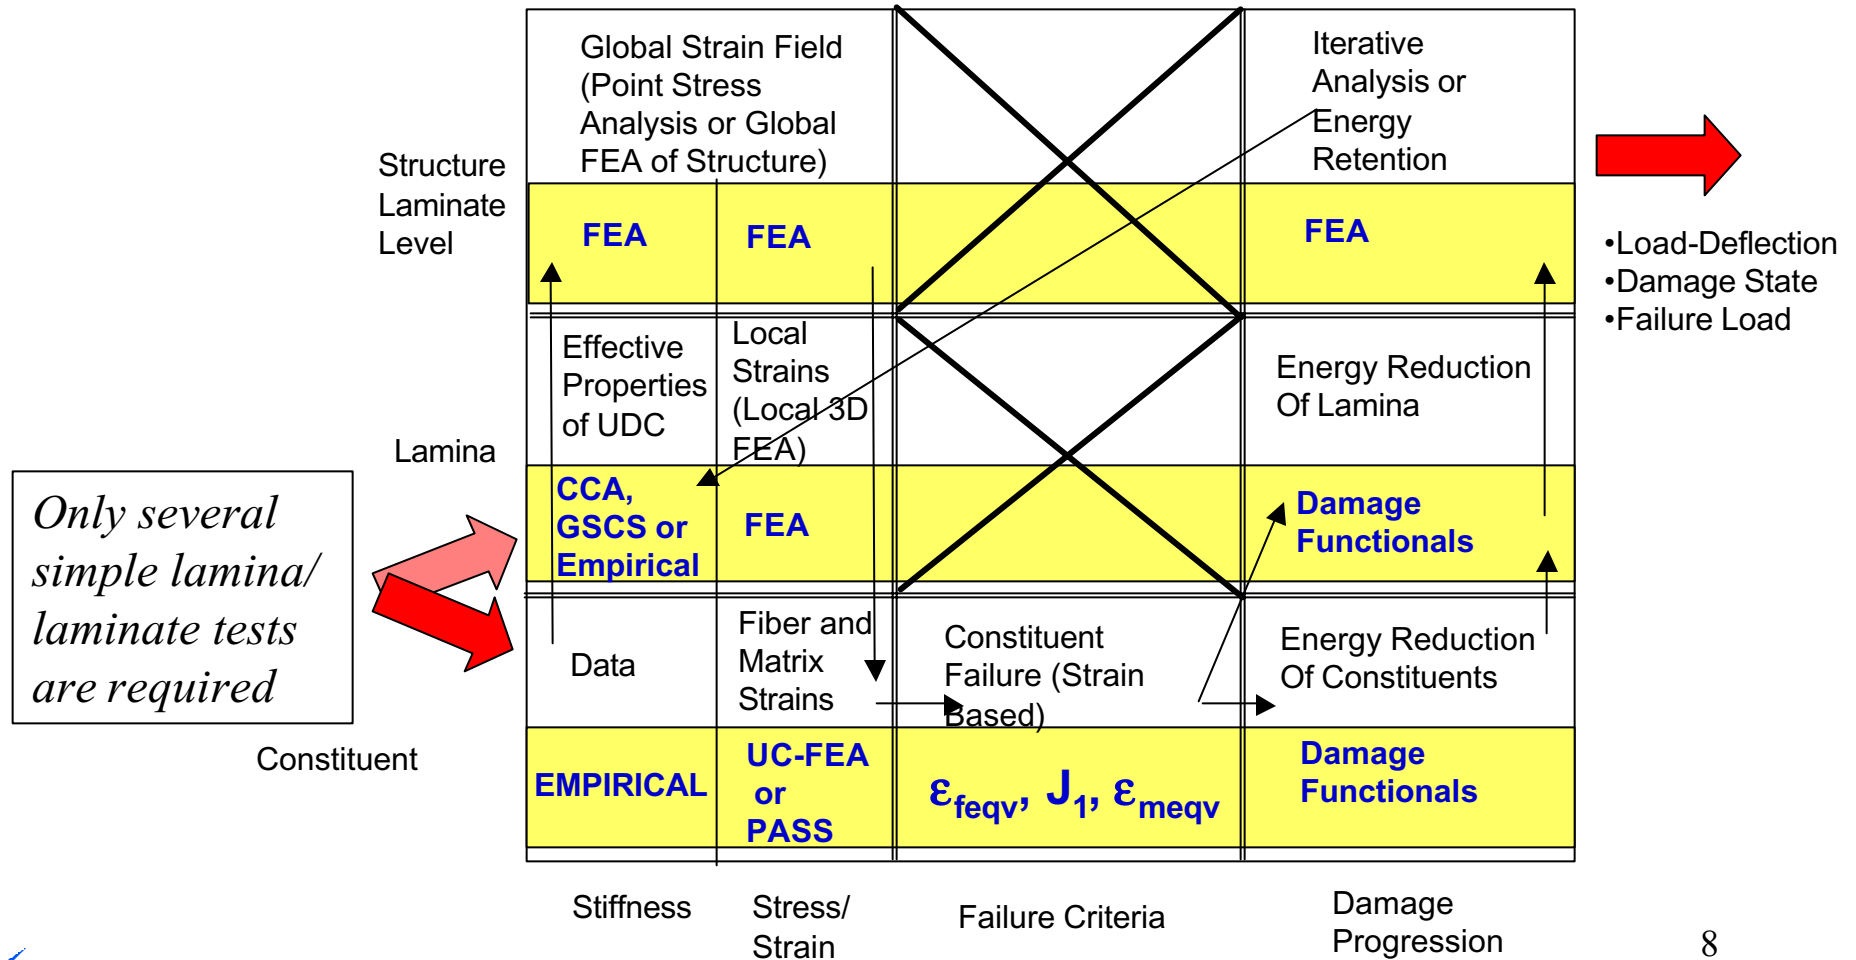 Global Strain Field
(Point Stress
Analysis or Global
FEA of Structure)
Iterative
Analysis or
Energy
Retention
Structure
Laminate
Level
FEA
FEA
FEA
•Load-Deflection
•Damage State
•Failure Load
Effective
Properties
of UDC
Local
Strains
(Local 3D
FEA)
Energy Reduction
Of Lamina
Lamina
CCA,
GSCS or
Empirical
FEA
Damage
Functionals
Only several
simple lamina/
laminate tests
are required
Data
Fiber and
Matrix
Strains
Constituent
Failure (Strain
Based)
Energy Reduction
Of Constituents
Constituent
EMPIRICAL
UC-FEA
or
PASS
εfeqv, J1, εmeqv
Damage
Functionals
Stiffness
Stress/
Strain
Failure Criteria
Damage
Progression
8